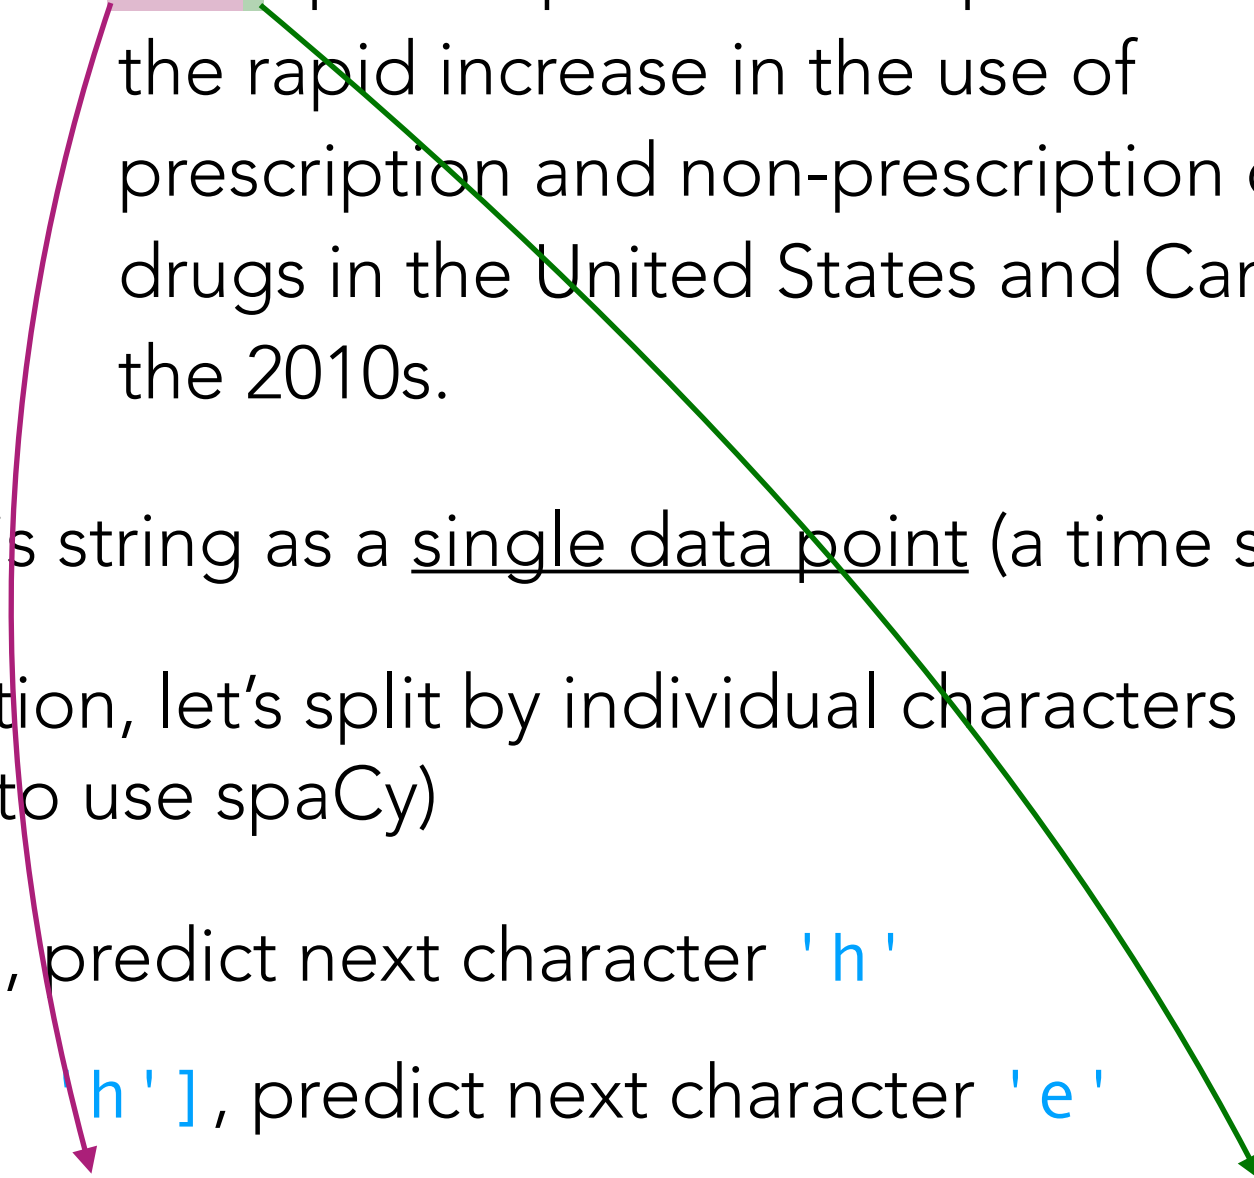 the rapid increase in the use of
prescription and non-prescription
drugs in the United States and
the 2010s.
string as a single data point (a time
let’s split by individual characters
to use spaCy)
, predict next character 'h'
'h'], predict next character 'e'